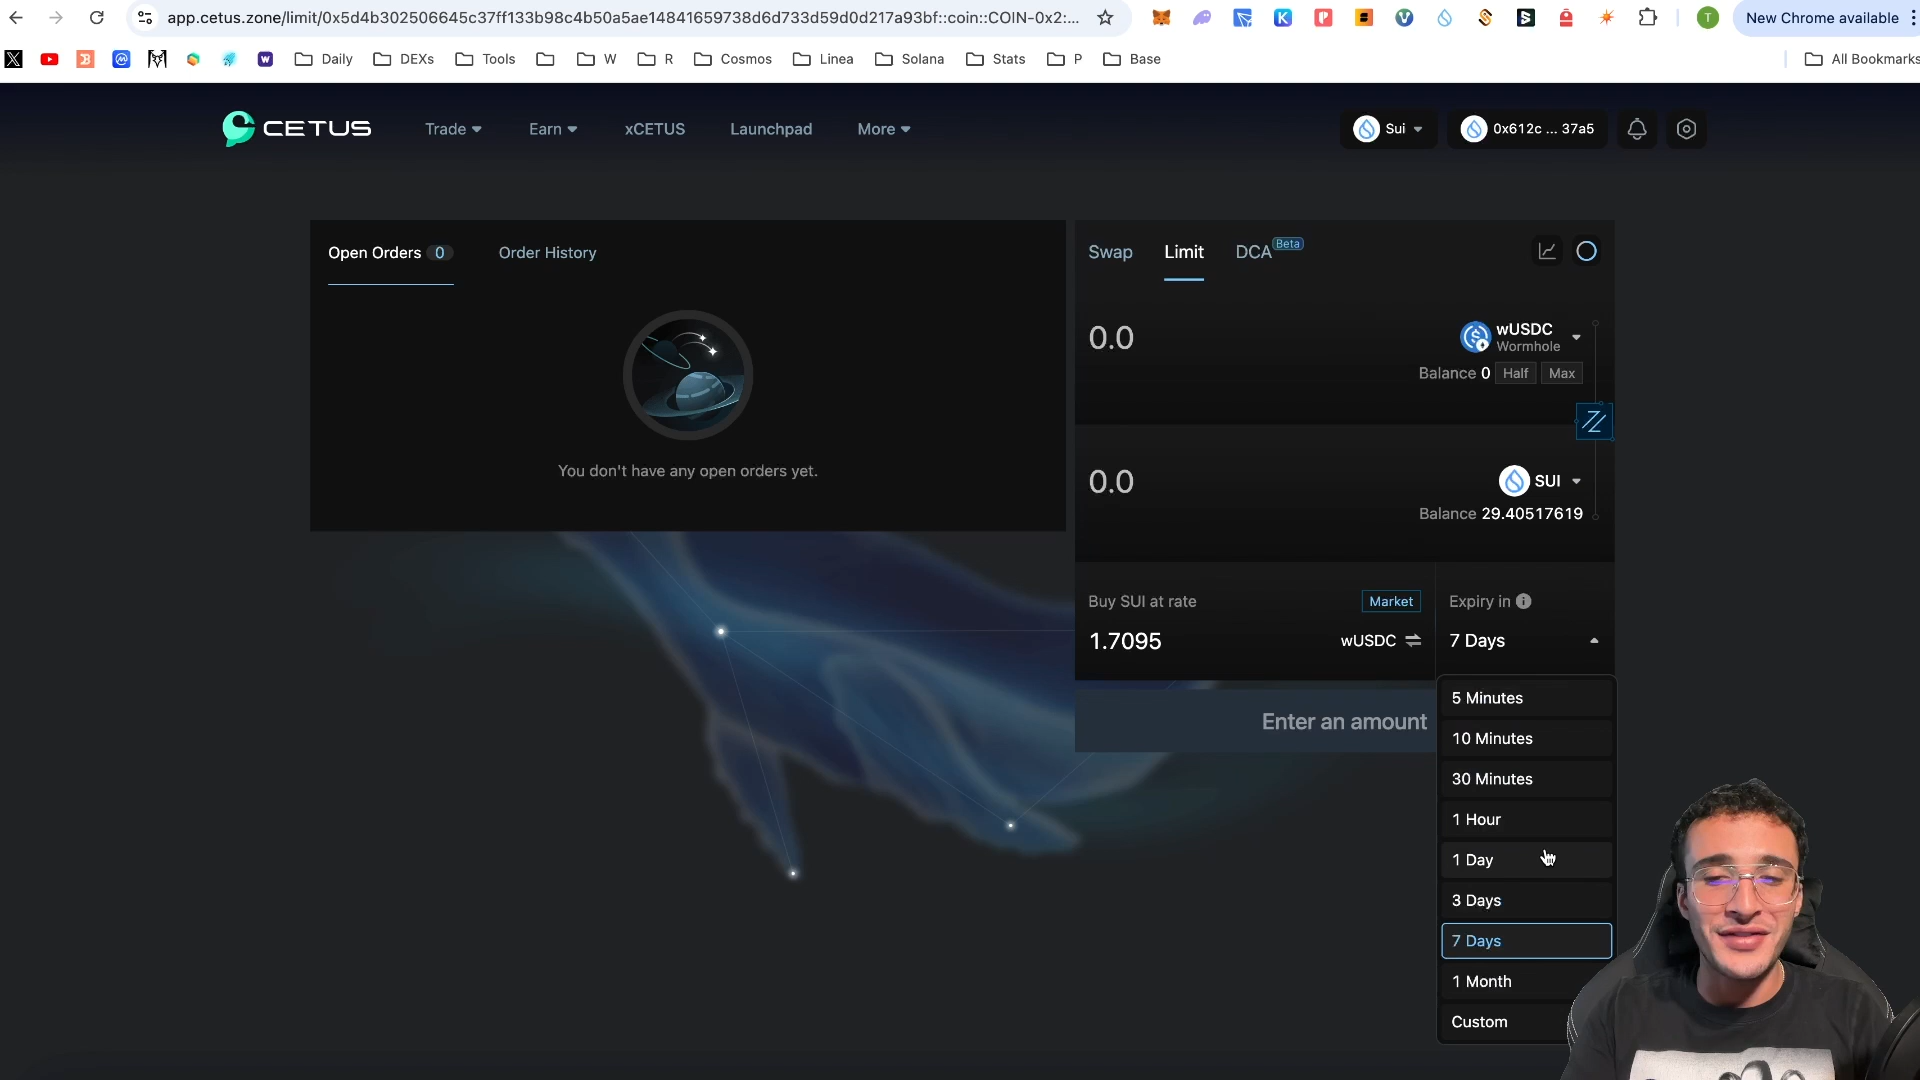 app.cetus.zone/limit/0x5d4b302506645c37ff133b98c4b50a5ae14841659738d6d733d59d0d217a93bf::coin::COIN-0x2:...
T
New Chrome available
Daily
DEXs
Tools
W
R
Cosmos
Linea
Solana
Stats
P
Base
All Bookmarks
CETUS
Trade
Earn
xCETUS
Launchpad
More
Sui
0x612c ... 37a5
Open Orders 0
Order History
You don't have any open orders yet.
Swap
Limit
DCA Beta
0.0
wUSDC
Wormhole
Balance 0 Half Max
0.0
SUI
Balance 29.40517619
Buy SUI at rate
Market
1.7095
wUSDC
Expiry in
7 Days
Enter an amount
5 Minutes
10 Minutes
30 Minutes
1 Hour
1 Day
3 Days
7 Days
1 Month
Custom